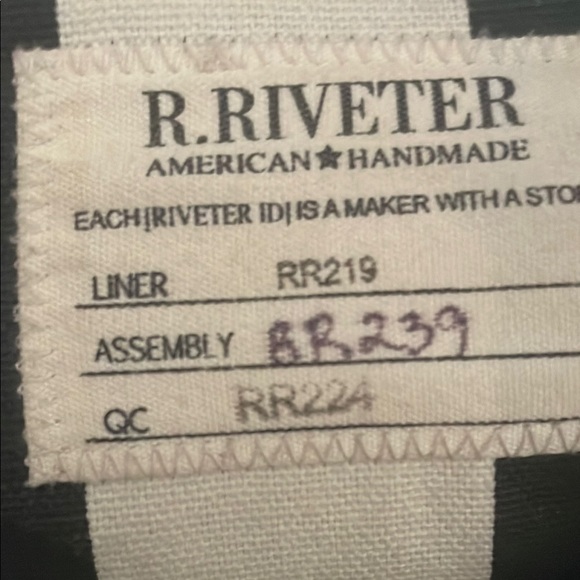 R.RIVETER
AMERICAN★HANDMADE
EACH [RIVETER ID] IS A MAKER WITH A STO
LINER RR219
ASSEMBLY RR239
QC RR224